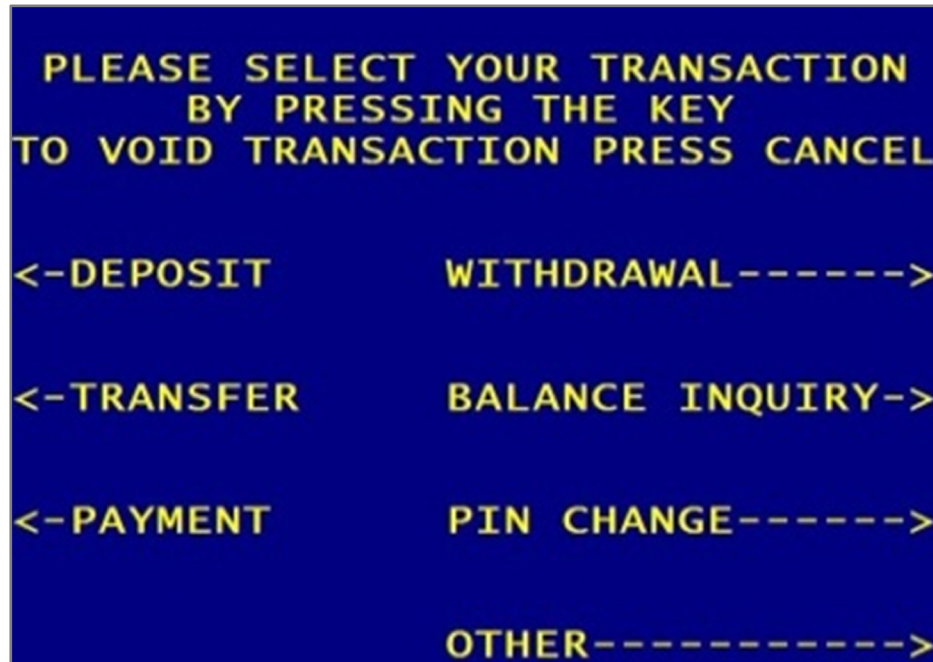 PLEASE SELECT YOUR TRANSACTION
BY PRESSING THE KEY
TO VOID TRANSACTION PRESS CANCEL
<-DEPOSIT WITHDRAWAL------>
<-TRANSFER BALANCE INQUIRY->
<-PAYMENT PIN CHANGE------>
OTHER----------->